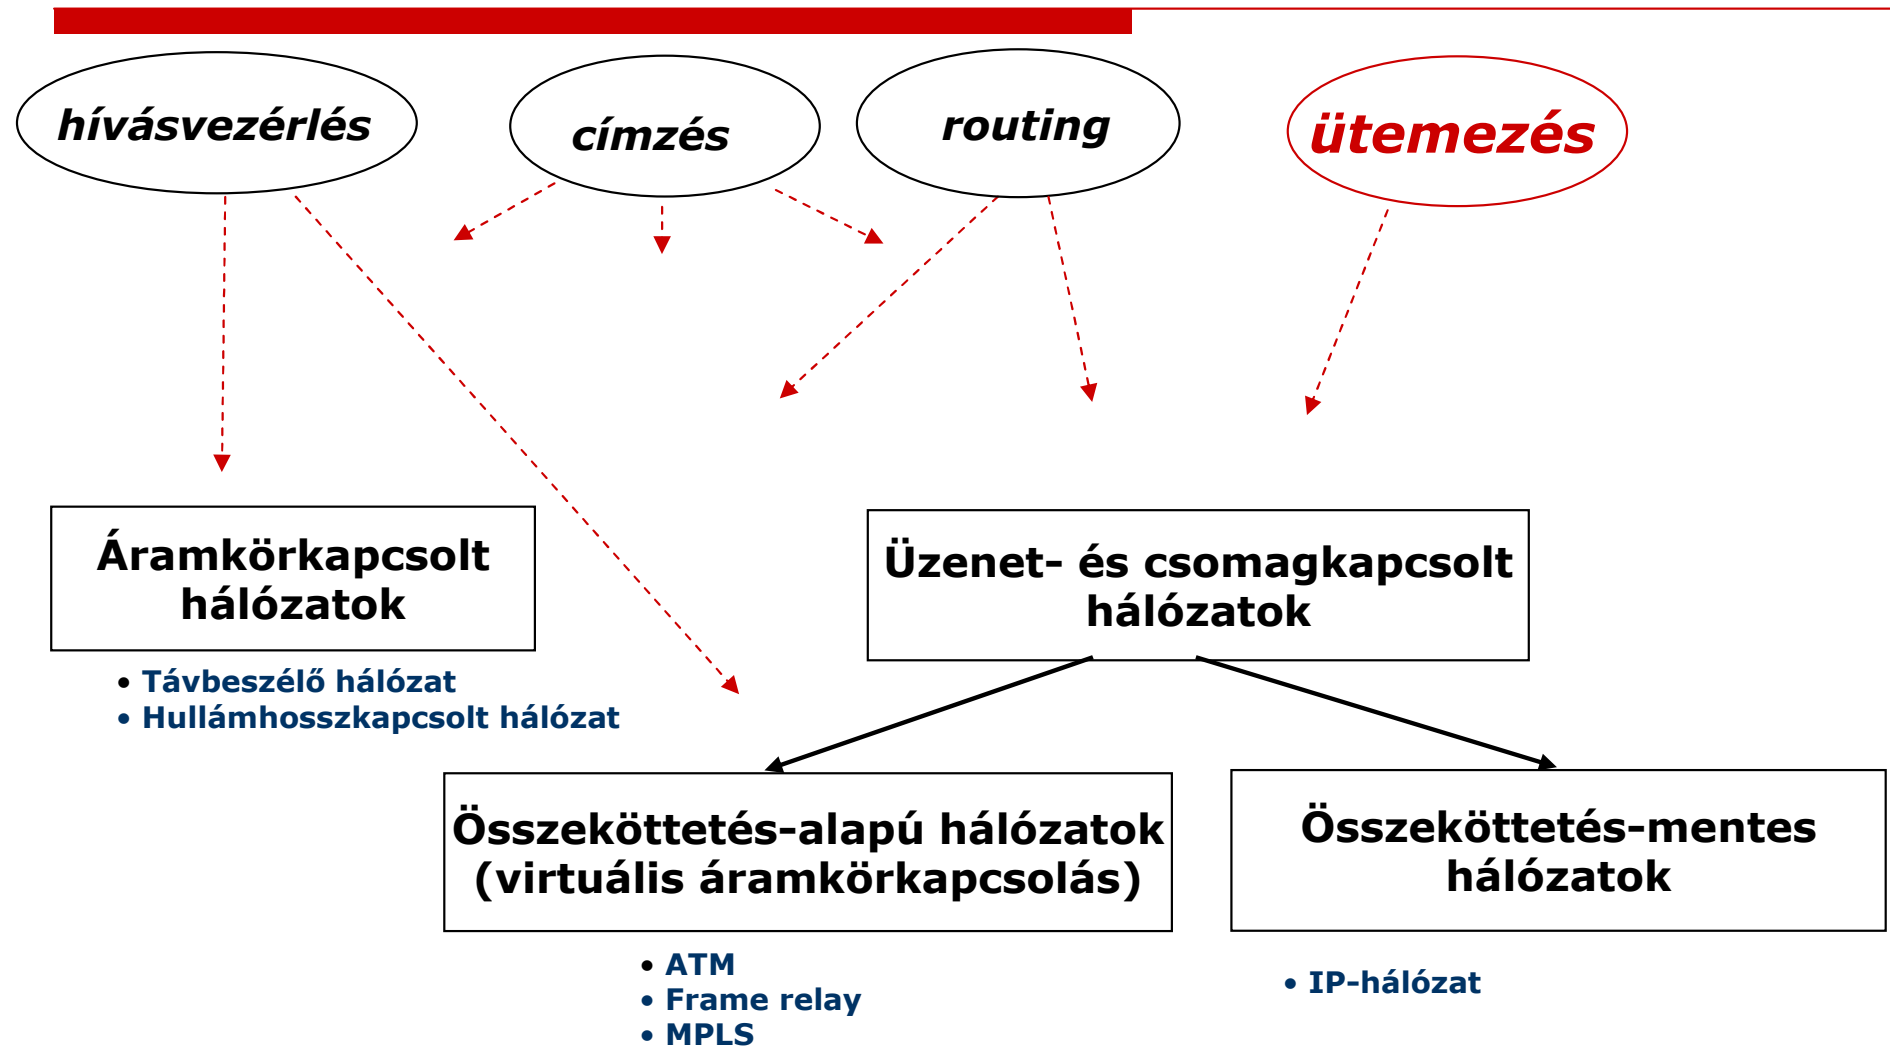 hívásvezérlés
címzés
routing
ütemezés
Áramkörkapcsolt
hálózatok
• Távbeszélő hálózat
• Hullámhosszkapcsolt hálózat
Üzenet- és csomagkapcsolt
hálózatok
Összeköttetés-alapú hálózatok
(virtuális áramkörkapcsolás)
• ATM
• Frame relay
• MPLS
Összeköttetés-mentes
hálózatok
• IP-hálózat